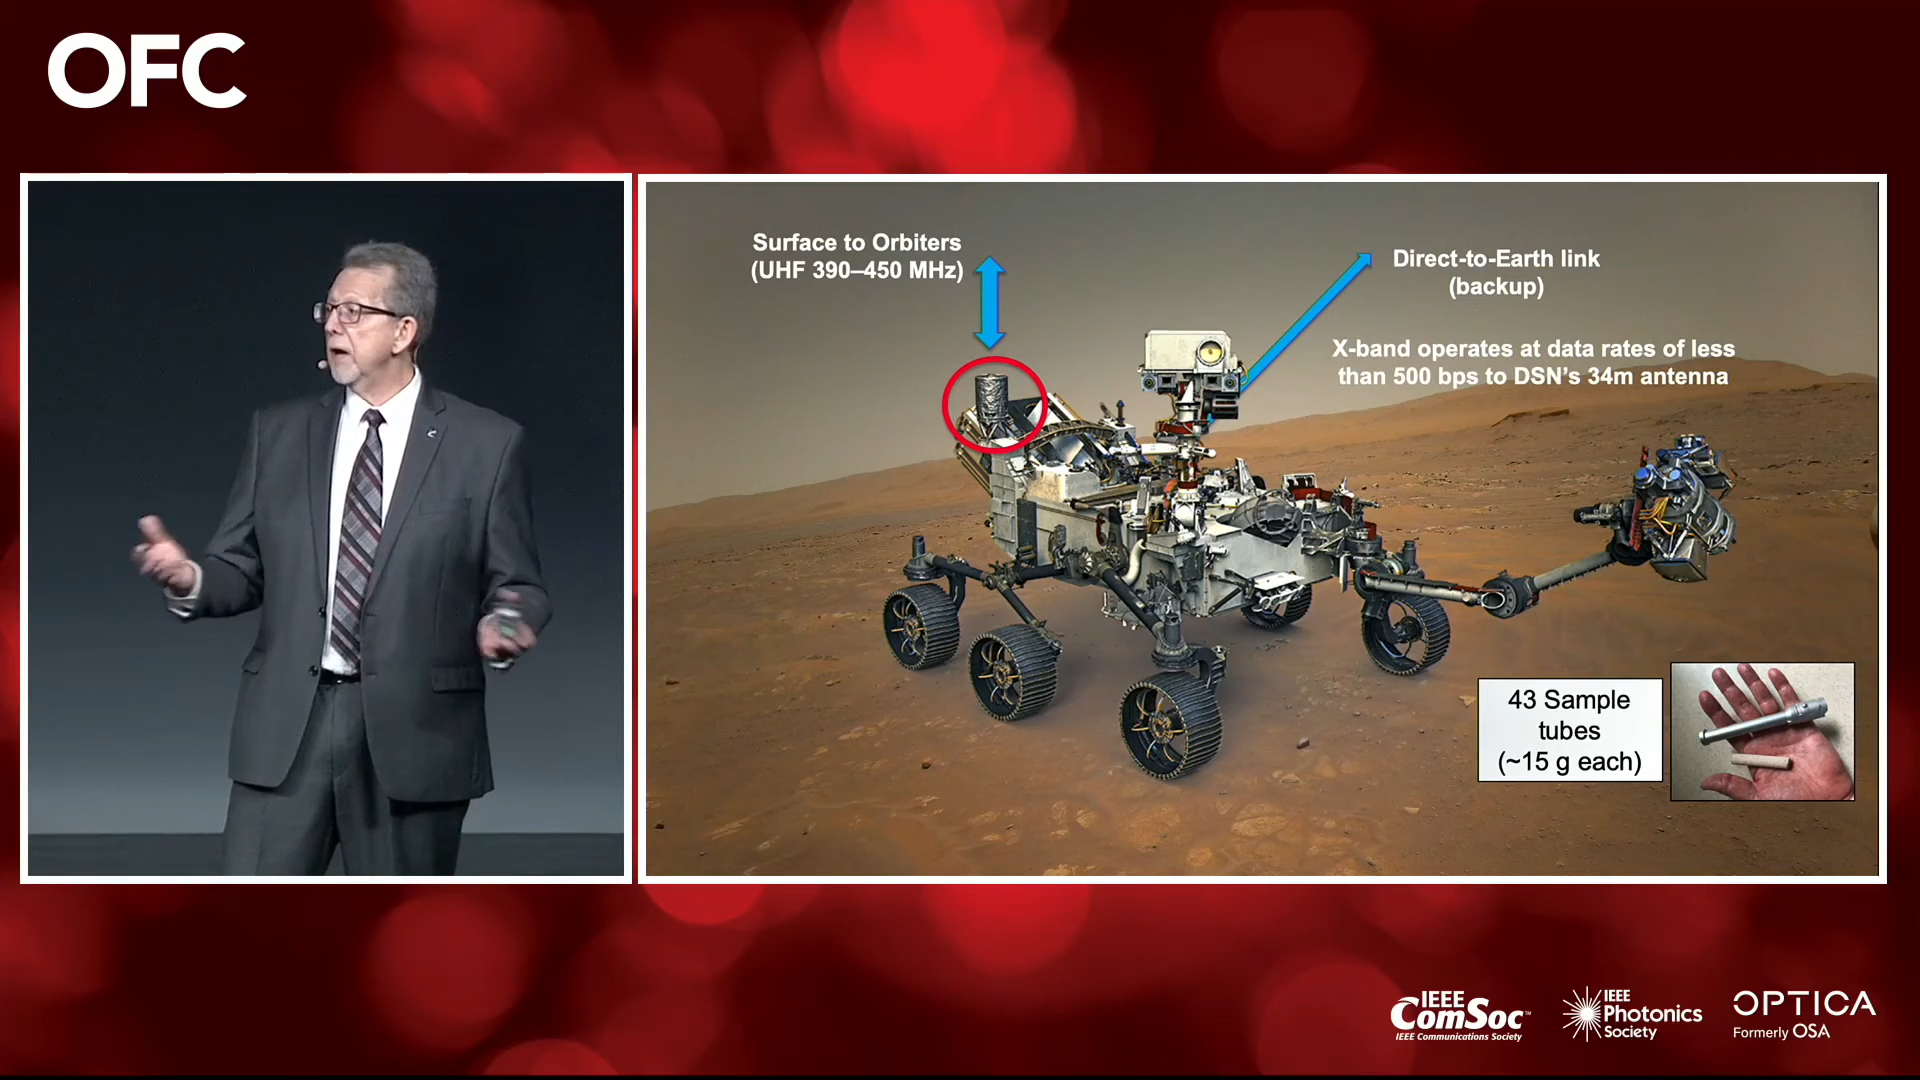 OFC
Surface to Orbiters
(UHF 390–450 MHz)
Direct-to-Earth link
(backup)
X-band operates at data rates of less
than 500 bps to DSN’s 34m antenna
43 Sample
tubes
(~15 g each)
IEEE
ComSoc™
IEEE Communications Society
IEEE
Photonics
Society
OPTICA
Formerly OSA